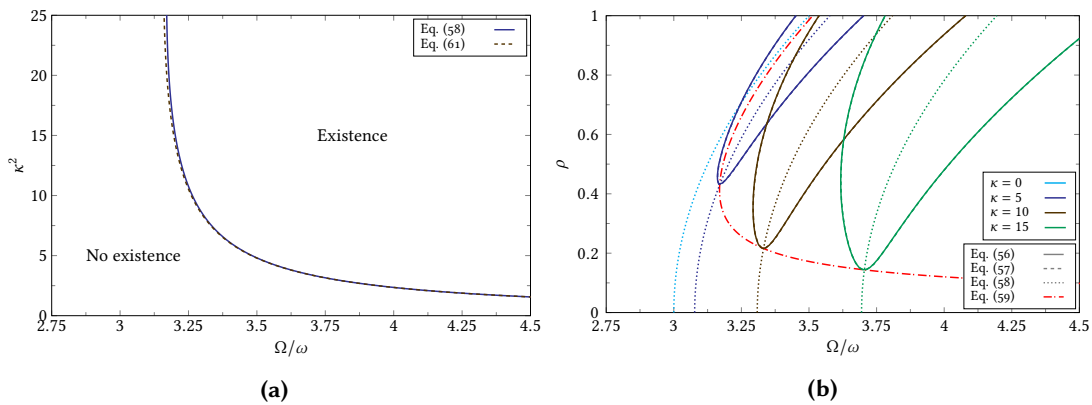 25
20
15
10
5
0
κ²
2.75 3 3.25 3.5 3.75 4 4.25 4.5
Ω/ω
Eq. (58)
Eq. (61)
Existence
No existence
(a)
1
0.8
0.6
0.4
0.2
0
ρ
2.75 3 3.25 3.5 3.75 4 4.25 4.5
Ω/ω
κ = 0
κ = 5
κ = 10
κ = 15
Eq. (56)
Eq. (57)
Eq. (58)
Eq. (59)
(b)